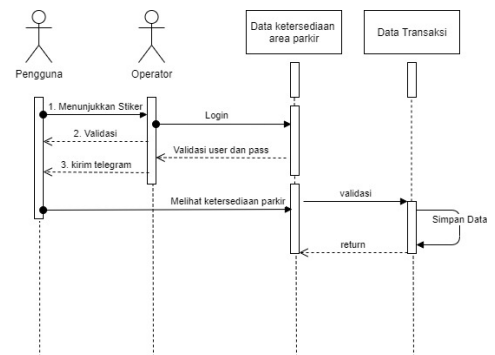 Data ketersediaan
area parkir
Data Transaksi
Pengguna
Operator
1. Menunjukkan Stiker
Login
2. Validasi
Validasi user dan pass
3. kirim telegram
Melihat ketersediaan parkir
validasi
Simpan Data
return